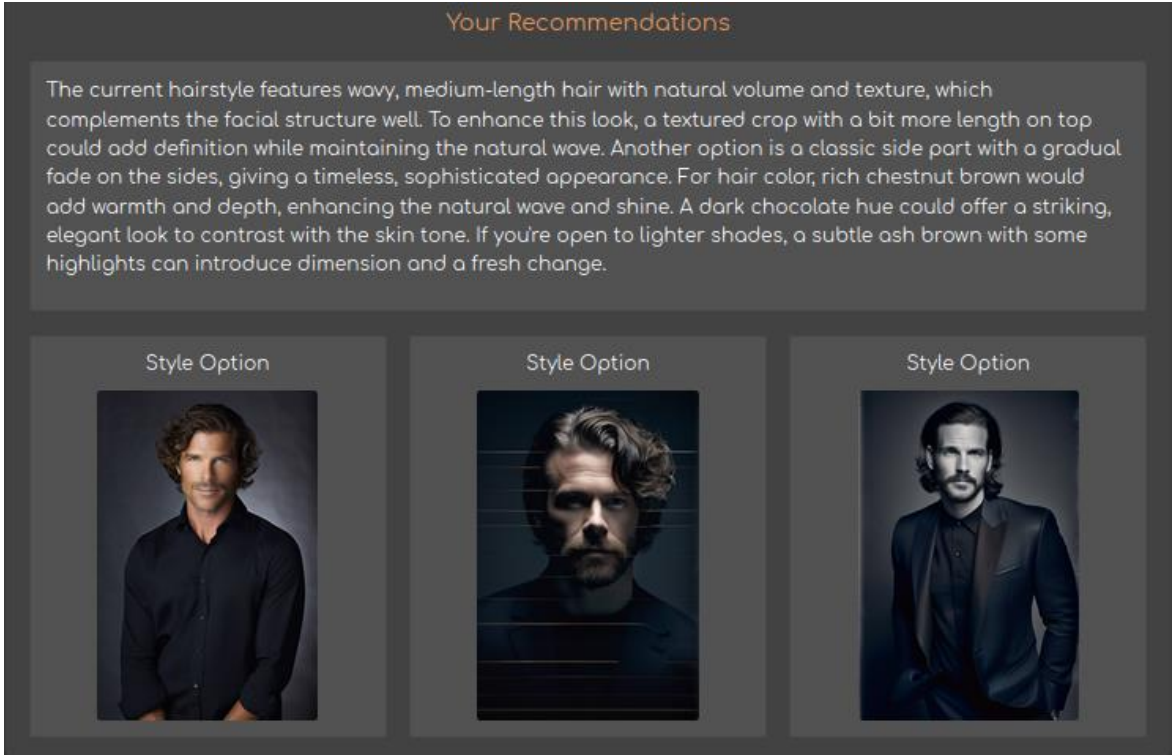 Your Recommendations
The current hairstyle features wavy, medium-length hair with natural volume and texture, which
complements the facial structure well. To enhance this look, a textured crop with a bit more length on top
could add definition while maintaining the natural wave. Another option is a classic side part with a gradual
fade on the sides, giving a timeless, sophisticated appearance. For hair color, rich chestnut brown would
add warmth and depth, enhancing the natural wave and shine. A dark chocolate hue could offer a striking,
elegant look to contrast with the skin tone. If you're open to lighter shades, a subtle ash brown with some
highlights can introduce dimension and a fresh change.
Style Option
Style Option
Style Option